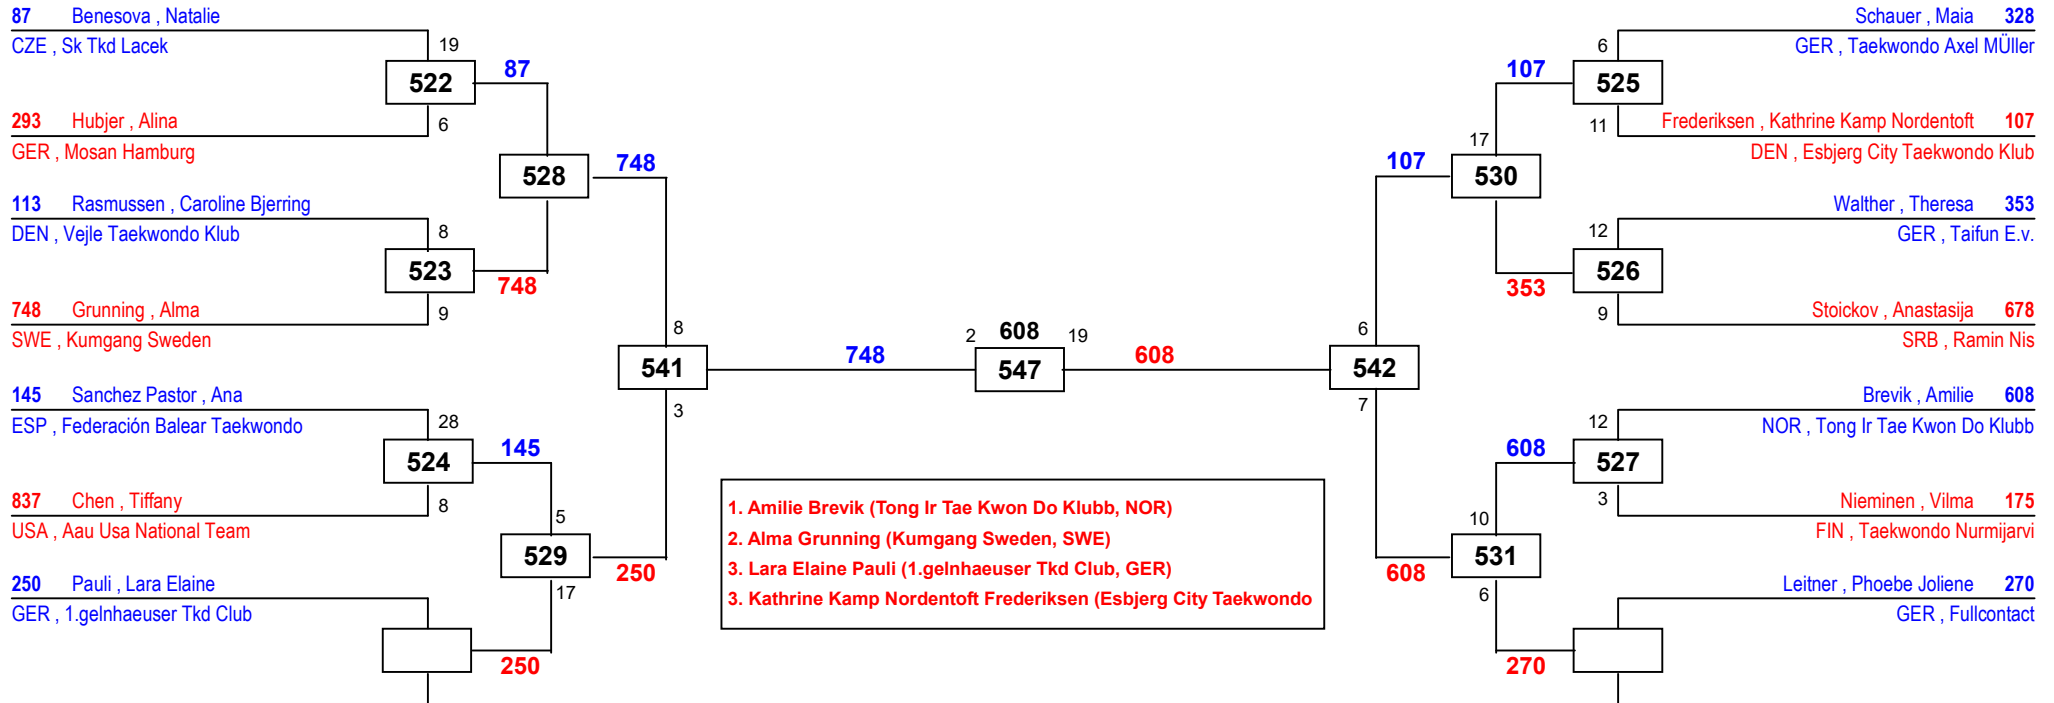 87 Benesova , Natalie
CZE , Sk Tkd Lacek
19
522
87
6
293 Hubjer , Alina
GER , Mosan Hamburg
528
748
113 Rasmussen , Caroline Bjerring
DEN , Vejle Taekwondo Klub
8
523
748
9
748 Grunning , Alma
SWE , Kumgang Sweden
8
541
748
3
145 Sanchez Pastor , Ana
ESP , Federación Balear Taekwondo
28
524
145
8
837 Chen , Tiffany
USA , Aau Usa National Team
5
529
250
17
250 Pauli , Lara Elaine
GER , 1.gelnhaeuser Tkd Club
250
2 608 19
547
608
1. Amilie Brevik (Tong Ir Tae Kwon Do Klubb, NOR)
2. Alma Grunning (Kumgang Sweden, SWE)
3. Lara Elaine Pauli (1.gelnhaeuser Tkd Club, GER)
3. Kathrine Kamp Nordentoft Frederiksen (Esbjerg City Taekwondo
Schauer , Maia 328
GER , Taekwondo Axel MÜller
6
107
525
11
Frederiksen , Kathrine Kamp Nordentoft 107
DEN , Esbjerg City Taekwondo Klub
17
107
530
Walther , Theresa 353
GER , Taifun E.v.
12
526
353
9
Stoickov , Anastasija 678
SRB , Ramin Nis
6
542
7
Brevik , Amilie 608
NOR , Tong Ir Tae Kwon Do Klubb
12
608
527
3
Nieminen , Vilma 175
FIN , Taekwondo Nurmijarvi
10
531
608
6
Leitner , Phoebe Joliene 270
GER , Fullcontact
270